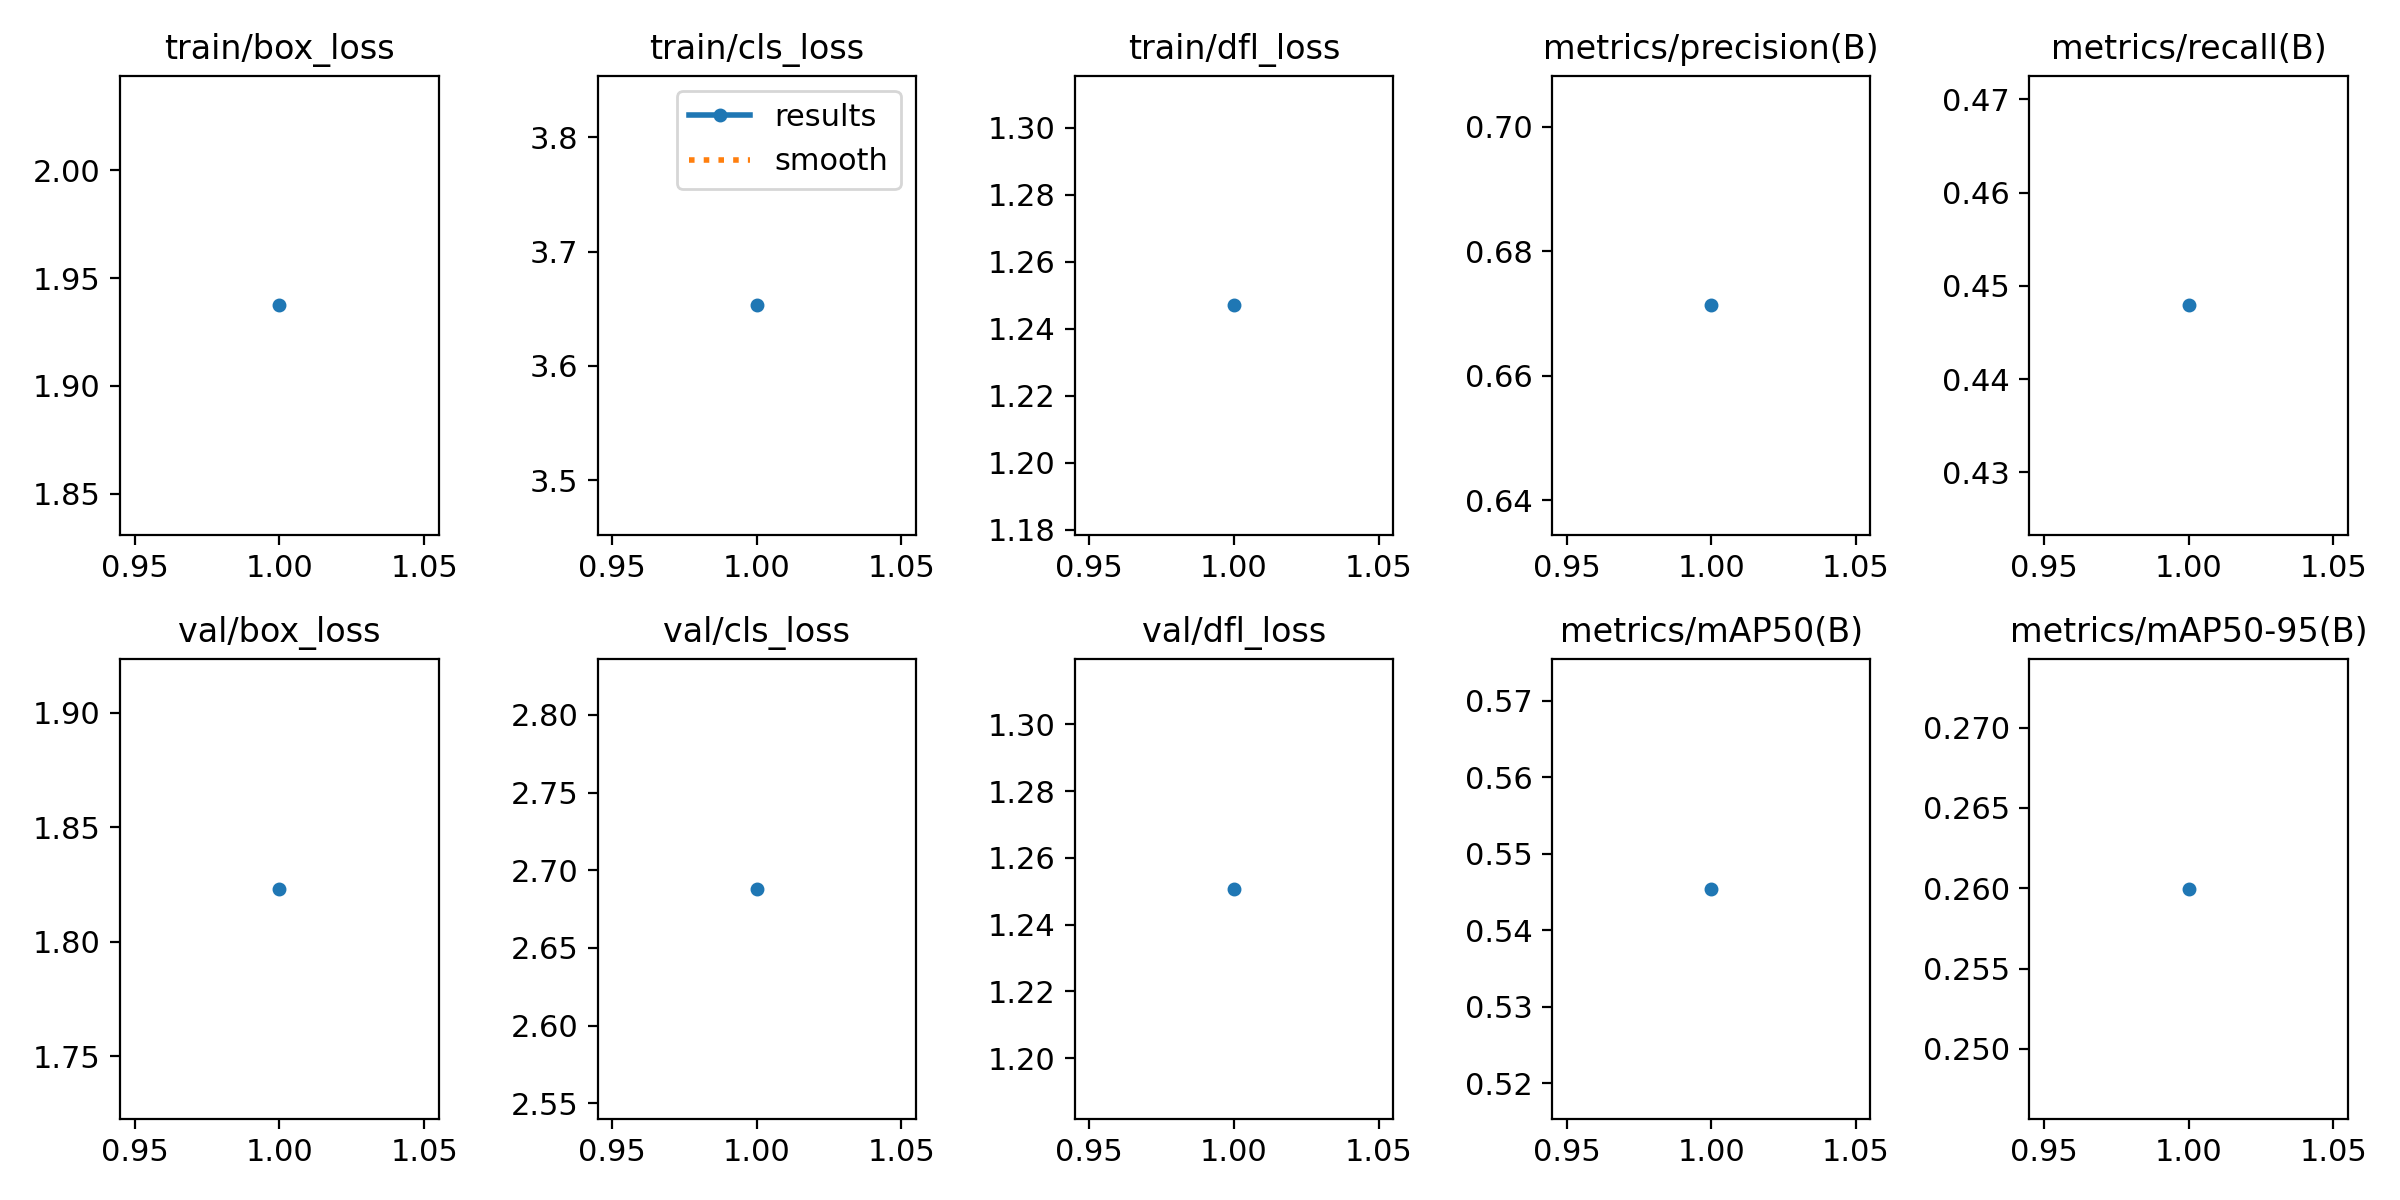 train/box_loss
2.00
1.95
1.90
1.85
0.95 1.00 1.05
train/cls_loss
results
smooth
3.8
3.7
3.6
3.5
0.95 1.00 1.05
train/dfl_loss
1.30
1.28
1.26
1.24
1.22
1.20
1.18
0.95 1.00 1.05
metrics/precision(B)
0.70
0.68
0.66
0.64
0.95 1.00 1.05
metrics/recall(B)
0.47
0.46
0.45
0.44
0.43
0.95 1.00 1.05
val/box_loss
1.90
1.85
1.80
1.75
0.95 1.00 1.05
val/cls_loss
2.80
2.75
2.70
2.65
2.60
2.55
0.95 1.00 1.05
val/dfl_loss
1.30
1.28
1.26
1.24
1.22
1.20
0.95 1.00 1.05
metrics/mAP50(B)
0.57
0.56
0.55
0.54
0.53
0.52
0.95 1.00 1.05
metrics/mAP50-95(B)
0.270
0.265
0.260
0.255
0.250
0.95 1.00 1.05